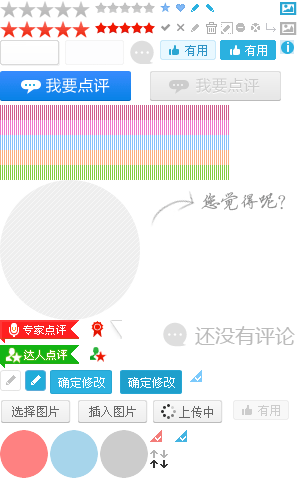 有用 有用
我要点评 我要点评
您觉得呢?
专家点评
还没有评论
达人点评
确定修改 确定修改
选择图片 插入图片 上传中 有用